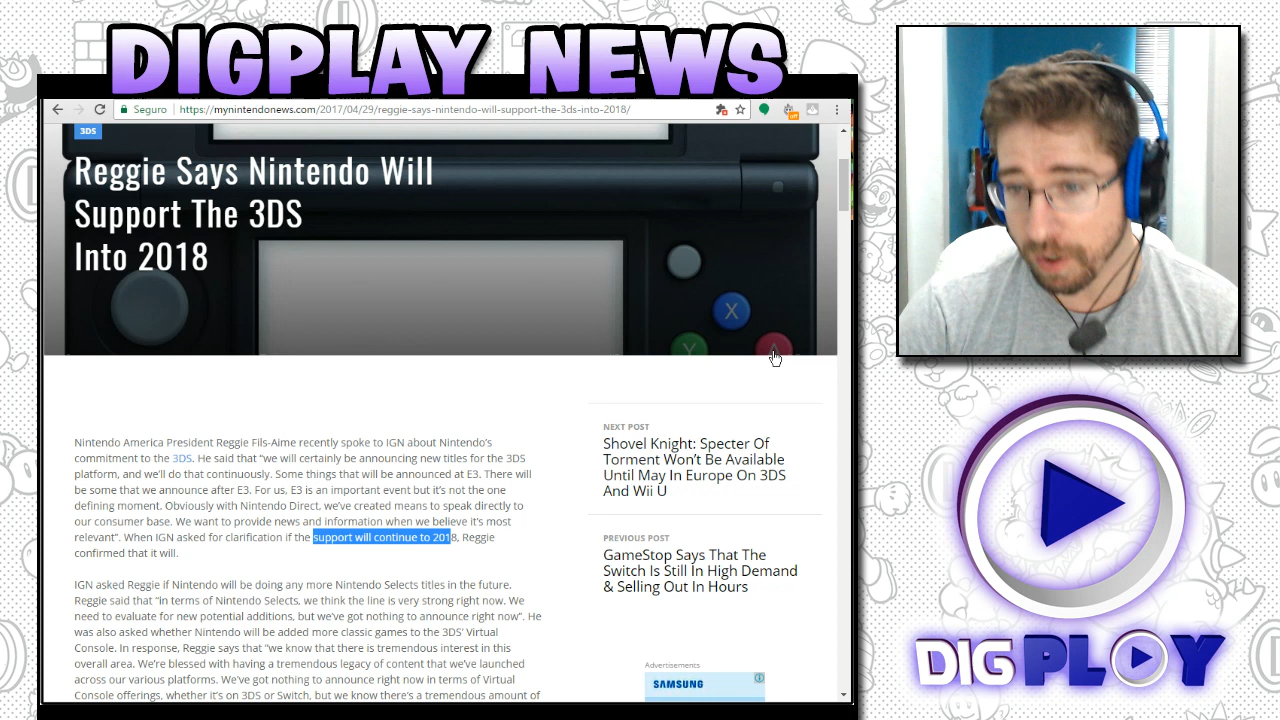 DIGPLAY NEWS
Seguro
https://mynintendonews.com/2017/04/29/reggie-says-nintendo-will-support-the-3ds-into-2018/
off
3DS
Reggie Says Nintendo Will
Support The 3DS
Into 2018
X
Y
A
Nintendo America President Reggie Fils-Aime recently spoke to IGN about Nintendo's
commitment to the 3DS. He said that “we will certainly be announcing new titles for the 3DS
platform, and we'll do that continuously. Some things that will be announced at E3. There will
be some that we announce after E3. For us, E3 is an important event but it's not the one
defining moment. Obviously with Nintendo Direct, we've created means to speak directly to
our consumer base. We want to provide news and information when we believe it's most
relevant”. When IGN asked for clarification if the support will continue to 2018, Reggie
confirmed that it will.
IGN asked Reggie if Nintendo will be doing any more Nintendo Selects titles in the future.
Reggie said that “in terms of Nintendo Selects, we think the line is very strong right now. We
need to evaluate for new potential additions, but we've got nothing to announce right now”. He
was also asked whether Nintendo will be added more classic games to the 3DS' Virtual
Console. In response, Reggie says that “we know that there is tremendous interest in this
overall area. We're blessed with having a tremendous legacy of content that we've launched
across our various platforms. We've got nothing to announce right now in terms of Virtual
Console offerings, whether it's on 3DS or Switch, but we know there's a tremendous amount of
NEXT POST
Shovel Knight: Specter Of
Torment Won't Be Available
Until May In Europe On 3DS
And Wii U
PREVIOUS POST
GameStop Says That The
Switch Is Still In High Demand
& Selling Out In Hours
Advertisements
SAMSUNG
DIGPLAY